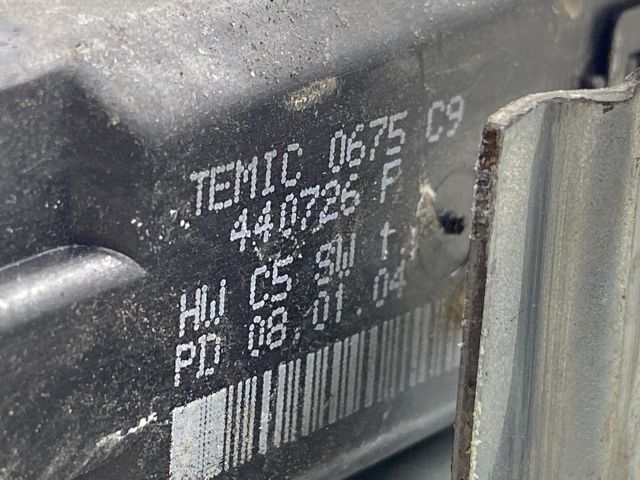 TEMIC 0675 C9
440726 F
HW C5 SW t
PD 08.01.04